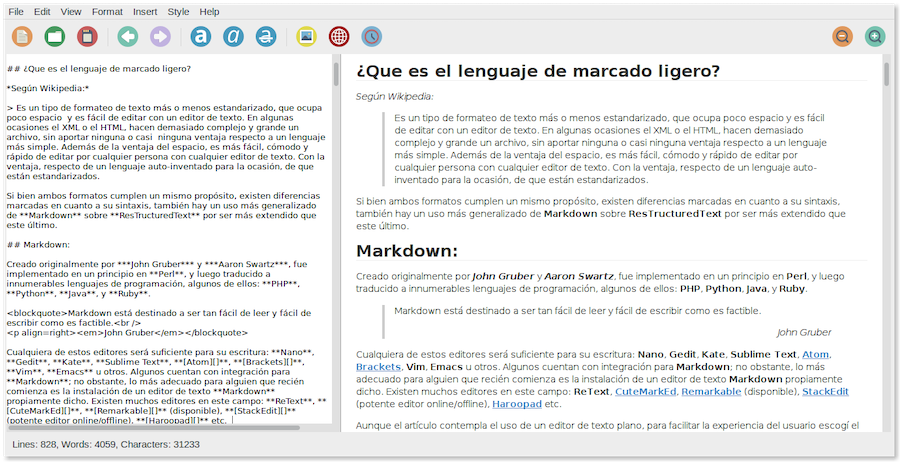 File Edit View Format Insert Style Help
a a a
## ¿Que es el lenguaje de marcado ligero?
*Según Wikipedia:*
> Es un tipo de formateo de texto más o menos estandarizado, que ocupa
poco espacio y es fácil de editar con un editor de texto. En algunas
ocasiones el XML o el HTML, hacen demasiado complejo y grande un
archivo, sin aportar ninguna o casi ninguna ventaja respecto a un lenguaje
más simple. Además de la ventaja del espacio, es más fácil, cómodo y
rápido de editar por cualquier persona con cualquier editor de texto. Con la
ventaja, respecto de un lenguaje auto-inventado para la ocasión, de que
están estandarizados.
Si bien ambos formatos cumplen un mismo propósito, existen diferencias
marcadas en cuanto a su sintaxis, también hay un uso más generalizado
de **Markdown** sobre **ResTructuredText** por ser más extendido que
este último.
## Markdown:
Creado originalmente por ***John Gruber*** y ***Aaron Swartz***, fue
implementado en un principio en **Perl**, y luego traducido a
innumerables lenguajes de programación, algunos de ellos: **PHP**,
**Python**, **Java**, y **Ruby**.
<blockquote>Markdown está destinado a ser tan fácil de leer y fácil de
escribir como es factible.<br />
<p align=right><em>John Gruber</em></blockquote>
Cualquiera de estos editores será suficiente para su escritura: **Nano**,
**Gedit**, **Kate**, **Sublime Text**, **[Atom][]**, **[Brackets][]**,
**Vim**, **Emacs** u otros. Algunos cuentan con integración para
**Markdown**; no obstante, lo más adecuado para alguien que recién
comienza es la instalación de un editor de texto **Markdown**
propiamente dicho. Existen muchos editores en este campo: **ReText**, **
[CuteMarkEd][]**, **[Remarkable][]** (disponible), **[StackEdit][]**
(potente editor online/offline), **[Haroopad][]** etc.
¿Que es el lenguaje de marcado ligero?
Según Wikipedia:
Es un tipo de formateo de texto más o menos estandarizado, que ocupa poco espacio y es fácil
de editar con un editor de texto. En algunas ocasiones el XML o el HTML, hacen demasiado
complejo y grande un archivo, sin aportar ninguna o casi ninguna ventaja respecto a un lenguaje
más simple. Además de la ventaja del espacio, es más fácil, cómodo y rápido de editar por
cualquier persona con cualquier editor de texto. Con la ventaja, respecto de un lenguaje auto-
inventado para la ocasión, de que están estandarizados.
Si bien ambos formatos cumplen un mismo propósito, existen diferencias marcadas en cuanto a su sintaxis,
también hay un uso más generalizado de Markdown sobre ResTructuredText por ser más extendido que
este último.
Markdown:
Creado originalmente por John Gruber y Aaron Swartz, fue implementado en un principio en Perl, y luego
traducido a innumerables lenguajes de programación, algunos de ellos: PHP, Python, Java, y Ruby.
Markdown está destinado a ser tan fácil de leer y fácil de escribir como es factible.
John Gruber
Cualquiera de estos editores será suficiente para su escritura: Nano, Gedit, Kate, Sublime Text, Atom,
Brackets, Vim, Emacs u otros. Algunos cuentan con integración para Markdown; no obstante, lo más
adecuado para alguien que recién comienza es la instalación de un editor de texto Markdown propiamente
dicho. Existen muchos editores en este campo: ReText, CuteMarkEd, Remarkable (disponible), StackEdit
(potente editor online/offline), Haroopad etc.
Aunque el artículo contempla el uso de un editor de texto plano, para facilitar la experiencia del usuario escogí el
Lines: 828, Words: 4059, Characters: 31233